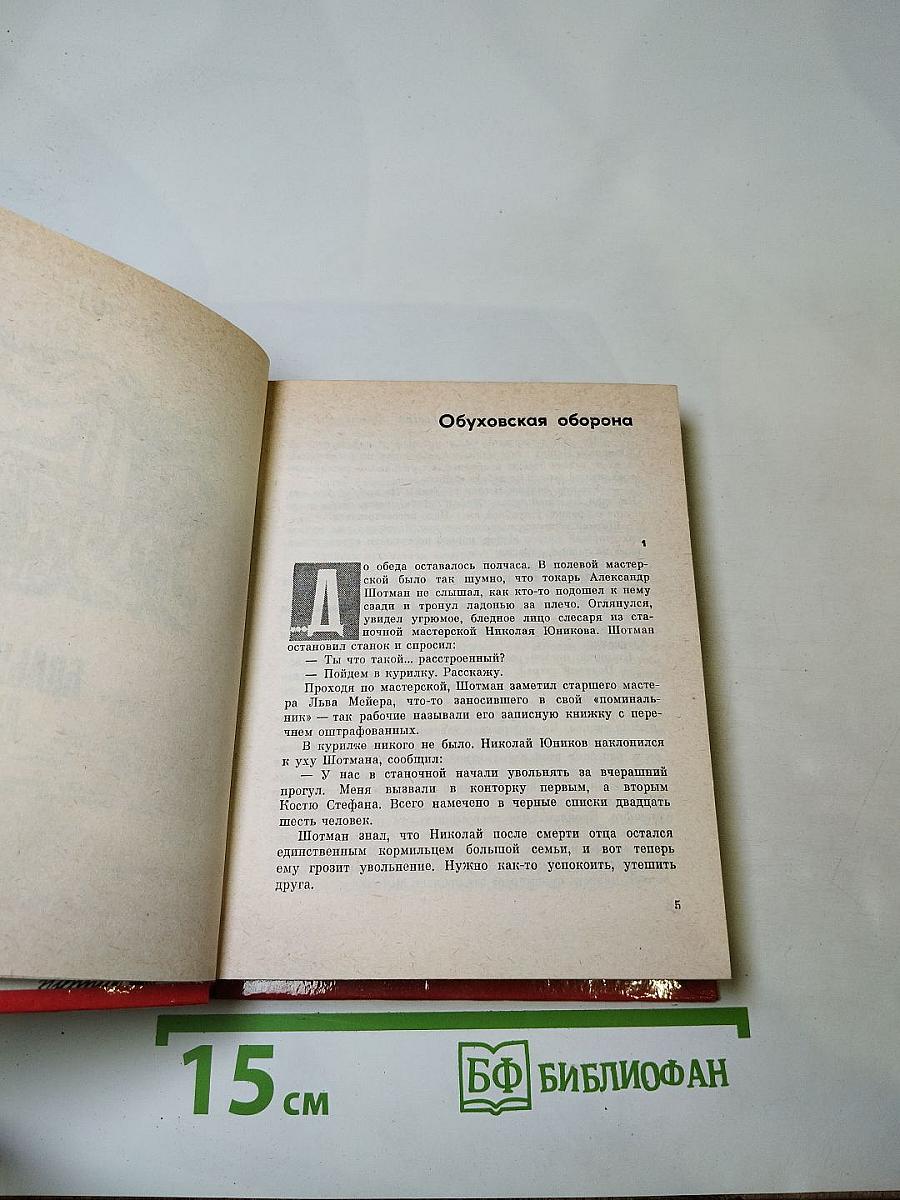 Обуховская оборона
1
...До обеда оставалось полчаса. В полевой мастер-
ской было так шумно, что токарь Александр
Шотман не слышал, как кто-то подошел к нему
сзади и тронул ладонью за плечо. Оглянулся,
увидел угрюмое, бледное лицо слесаря из ста-
ночной мастерской Николая Юникова. Шотман
остановил станок и спросил:
— Ты что такой... расстроенный?
— Пойдем в курилку. Расскажу.
Проходя по мастерской, Шотман заметил старшего масте-
ра Льва Мейера, что-то заносившего в свой «поминаль-
ник» — так рабочие называли его записную книжку с пере-
чнем оштрафованных.
В курилке никого не было. Николай Юников наклонился
к уху Шотмана, сообщил:
— У нас в станочной начали увольнять за вчерашний
прогул. Меня вызвали в конторку первым, а вторым
Костю Стефана. Всего намечено в черные списки двадцать
шесть человек.
Шотман знал, что Николай после смерти отца остался
единственным кормильцем большой семьи, и вот теперь
ему грозит увольнение. Нужно как-то успокоить, утешить
друга.
5
15 см
БФ БИБЛИОФАН